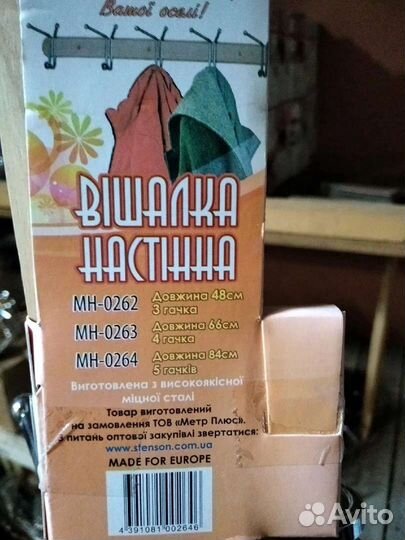 Вашої оселі!
ВІШАЛКА
НАСТІННА
МН-0262 Довжина 48см
3 гачка
МН-0263 Довжина 66см
4 гачка
МН-0264 Довжина 84см
5 гачків
Виготовлена з високоякісної
міцної сталі
Товар виготовлений
на замовлення ТОВ «Метр Плюс».
з питань оптової закупівлі звертатися:
www.stenson.com.ua
MADE FOR EUROPE
4 391081 002646
Avito